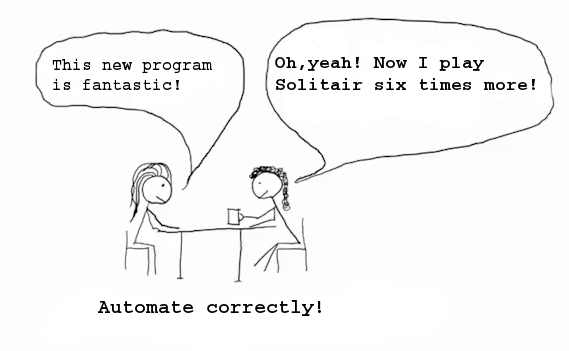 This new program
is fantastic!
Oh,yeah! Now I play
Solitair six times more!
Automate correctly!